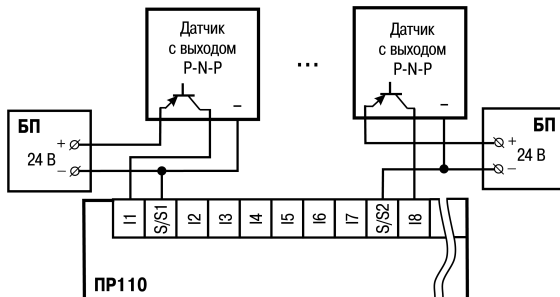 Датчик
с выходом
P-N-P
–
...
Датчик
с выходом
P-N-P
–
БП
+
24 В
–
БП
+
24 В
–
I1
S/S1
I2
I3
I4
I5
I6
I7
S/S2
I8
ПР110